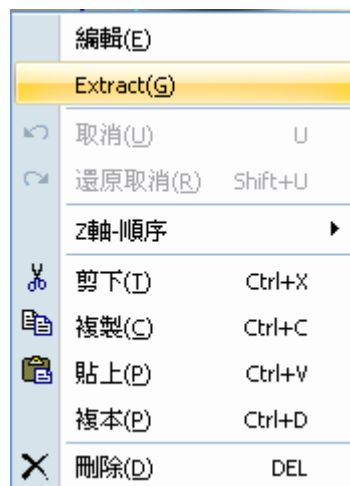 編輯(E)
Extract(G)
取消(U) U
還原取消(R) Shift+U
Z軸-順序
剪下(T) Ctrl+X
複製(C) Ctrl+C
貼上(P) Ctrl+V
複本(P) Ctrl+D
刪除(D) DEL